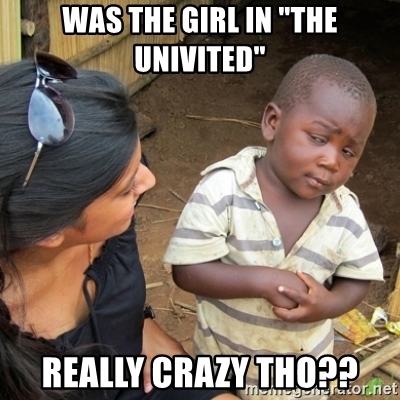 WAS THE GIRL IN "THE
UNIVITED"
REALLY CRAZY THO??
memegenerator.net